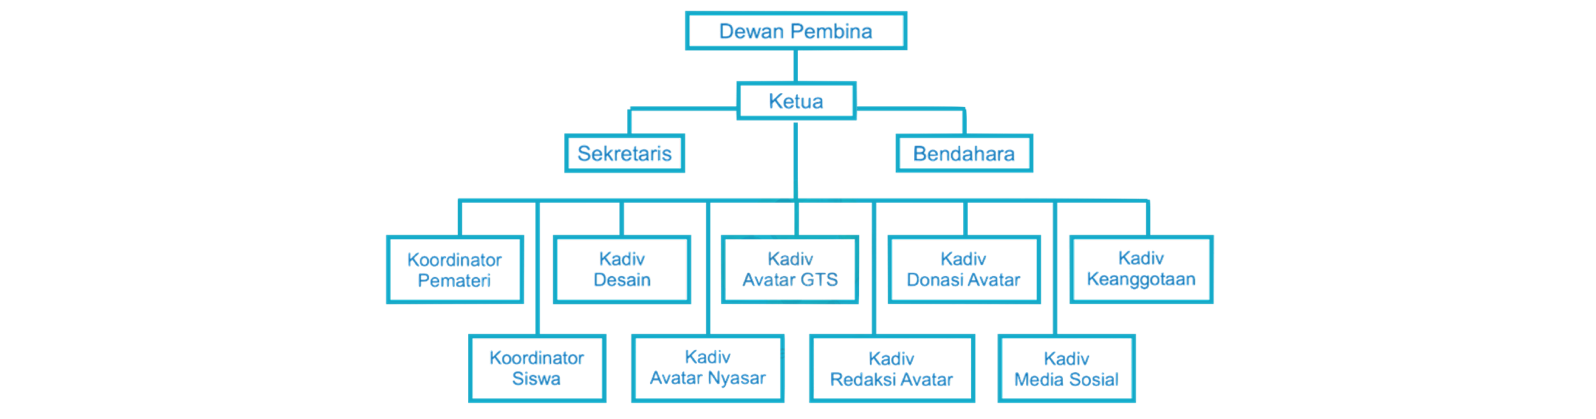 Dewan Pembina
Ketua
Sekretaris
Bendahara
Koordinator
Pemateri
Kadiv
Desain
Kadiv
Avatar GTS
Kadiv
Donasi Avatar
Kadiv
Keanggotaan
Koordinator
Siswa
Kadiv
Avatar Nyasar
Kadiv
Redaksi Avatar
Kadiv
Media Sosial